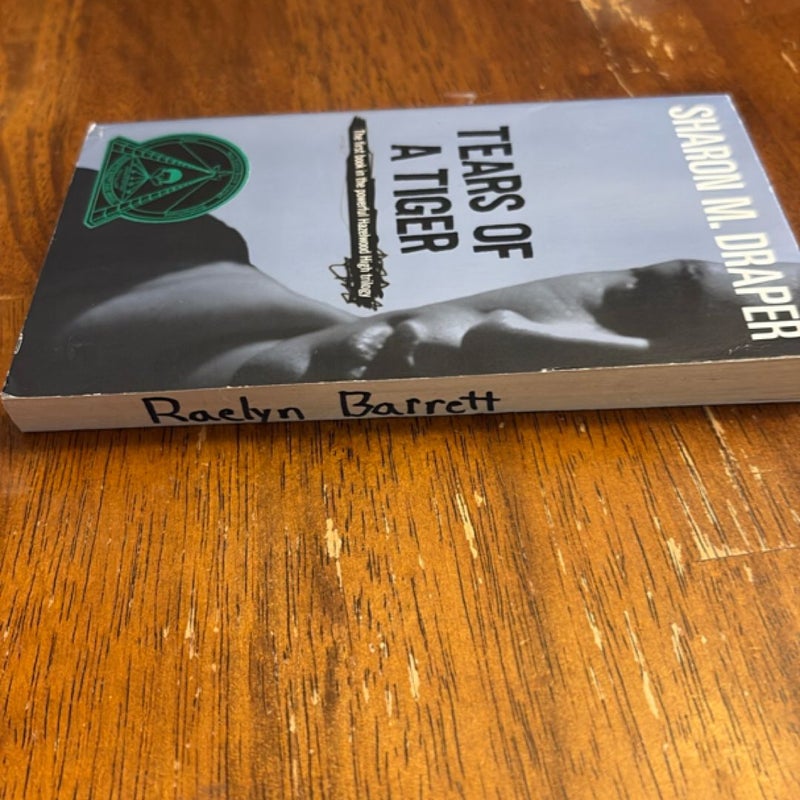 SHARON M. DRAPER
TEARS OF
A TIGER
The first book in the powerful Hazelwood High trilogy
Raelyn Barrett